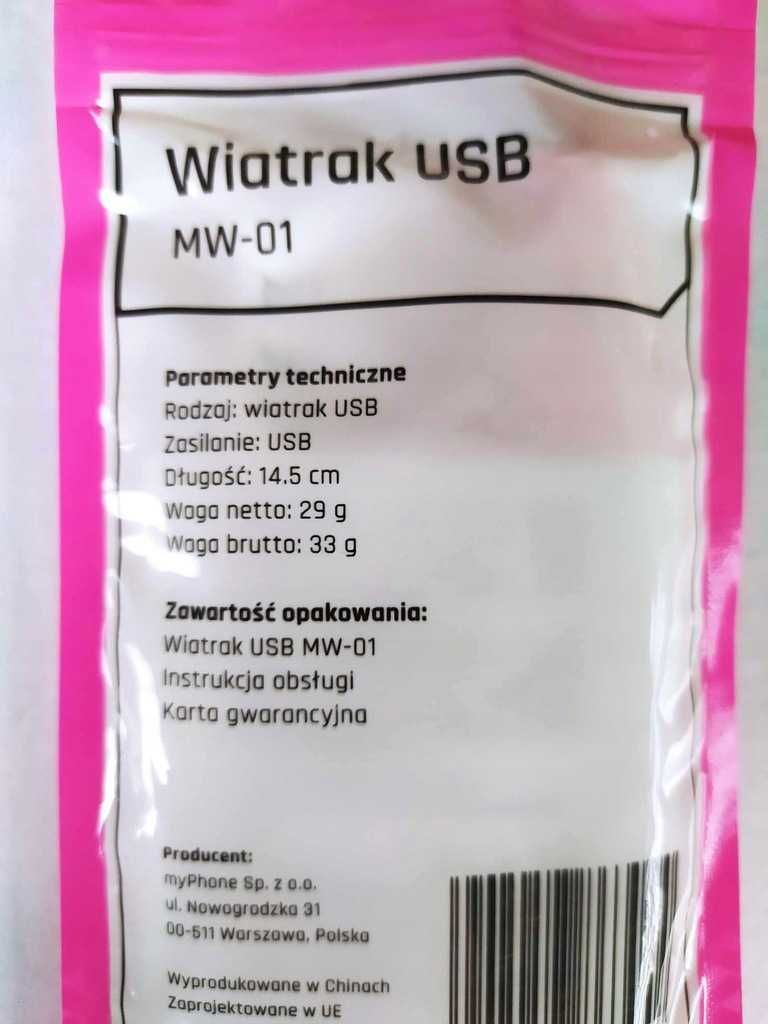 Wiatrak USB
MW-01
Parametry techniczne
Rodzaj: wiatrak USB
Zasilanie: USB
Długość: 14.5 cm
Waga netto: 29 g
Waga brutto: 33 g
Zawartość opakowania:
Wiatrak USB MW-01
Instrukcja obsługi
Karta gwarancyjna
Producent:
myPhone Sp. z o.o.
ul. Nowogrodzka 31
00-511 Warszawa, Polska
Wyprodukowane w Chinach
Zaprojektowane w UE